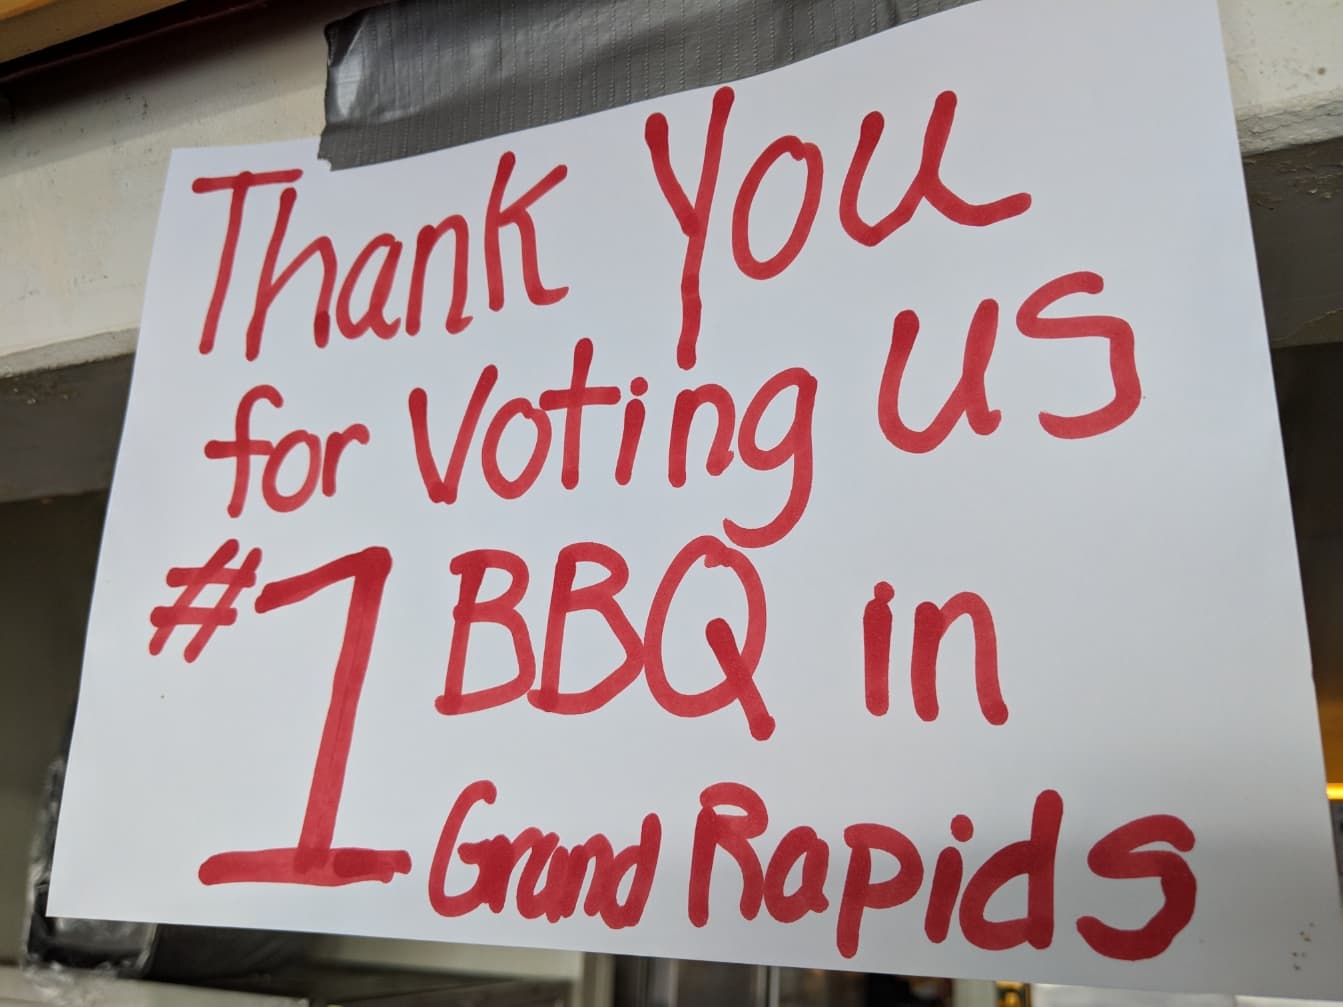 Thank You
for Voting us
#1 BBQ in
Grand Rapids